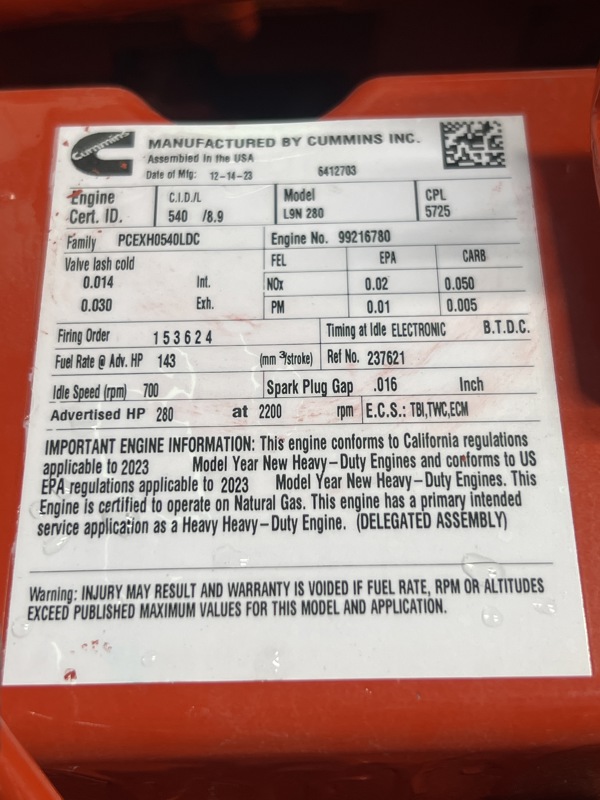 Cummins
MANUFACTURED BY CUMMINS INC.
Assembled in the USA
Date of Mfg: 12-14-23 6412703
Engine Cert. ID.
C.I.D./L 540 /8.9
Model L9N 280
CPL 5725
Family PCEXH0540LDC
Engine No. 99216780
Valve lash cold
0.014 Int.
0.030 Exh.
FEL EPA CARB
NOx 0.02 0.050
PM 0.01 0.005
Firing Order 1 5 3 6 2 4
Timing at Idle ELECTRONIC B.T.D.C.
Fuel Rate @ Adv. HP 143 (mm³/stroke)
Ref No. 237621
Idle Speed (rpm) 700
Spark Plug Gap .016 Inch
Advertised HP 280 at 2200 rpm
E.C.S.: TBI,TWC,ECM
IMPORTANT ENGINE INFORMATION: This engine conforms to California regulations
applicable to 2023 Model Year New Heavy-Duty Engines and conforms to US
EPA regulations applicable to 2023 Model Year New Heavy-Duty Engines. This
Engine is certified to operate on Natural Gas. This engine has a primary intended
service application as a Heavy Heavy-Duty Engine. (DELEGATED ASSEMBLY)
Warning: INJURY MAY RESULT AND WARRANTY IS VOIDED IF FUEL RATE, RPM OR ALTITUDES
EXCEED PUBLISHED MAXIMUM VALUES FOR THIS MODEL AND APPLICATION.